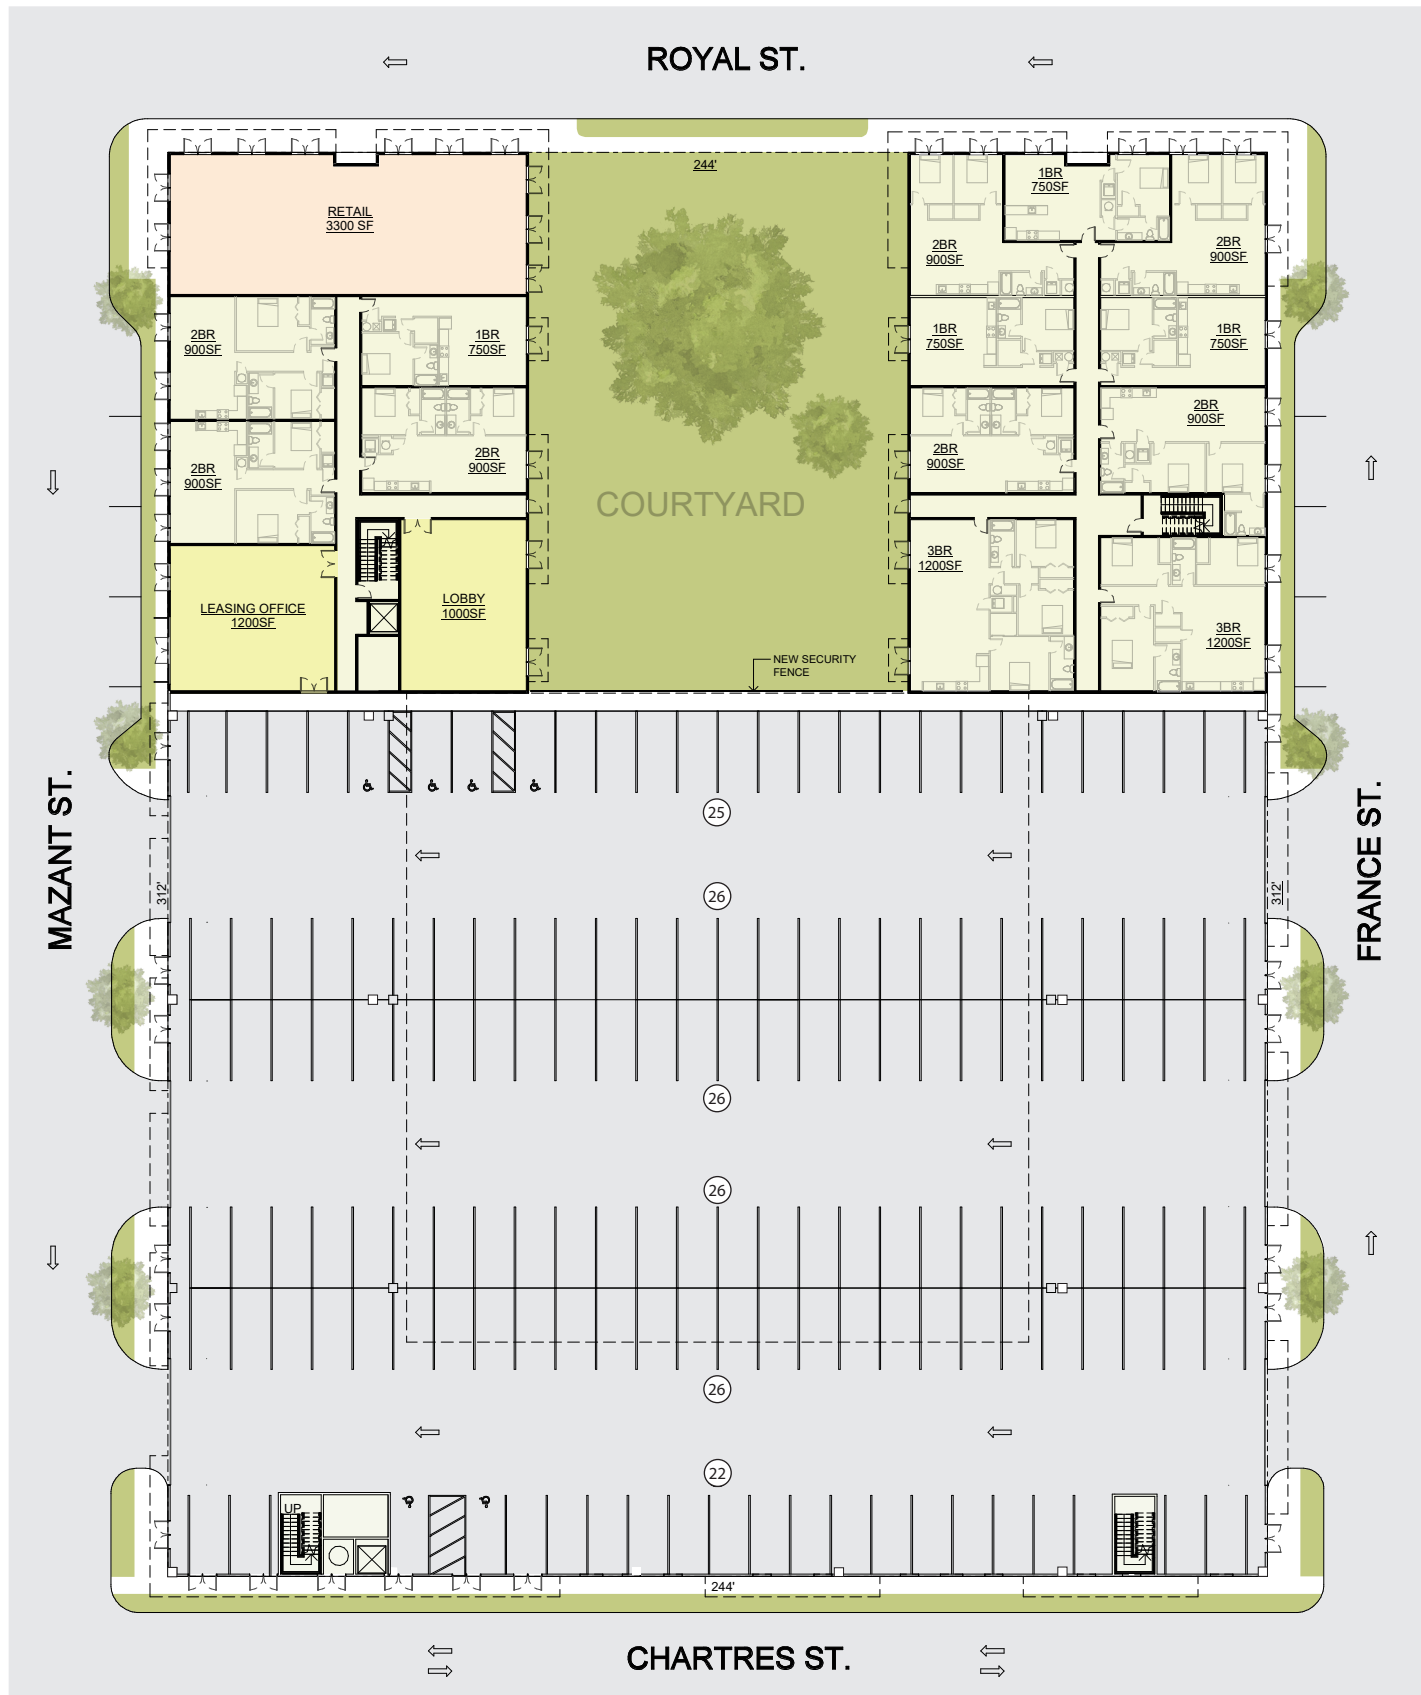 ROYAL ST.
244'
RETAIL
3300 SF
1BR
750SF
2BR
900SF
2BR
900SF
2BR
900SF
1BR
750SF
1BR
750SF
1BR
750SF
2BR
900SF
2BR
900SF
2BR
900SF
2BR
900SF
COURTYARD
3BR
1200SF
LEASING OFFICE
1200SF
LOBBY
1000SF
3BR
1200SF
NEW SECURITY
FENCE
MAZANT ST.
FRANCE ST.
25
312'
312'
26
26
26
26
22
UP
244'
CHARTRES ST.